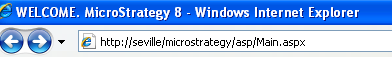 WELCOME. MicroStrategy 8 - Windows Internet Explorer
http://seville/microstrategy/asp/Main.aspx